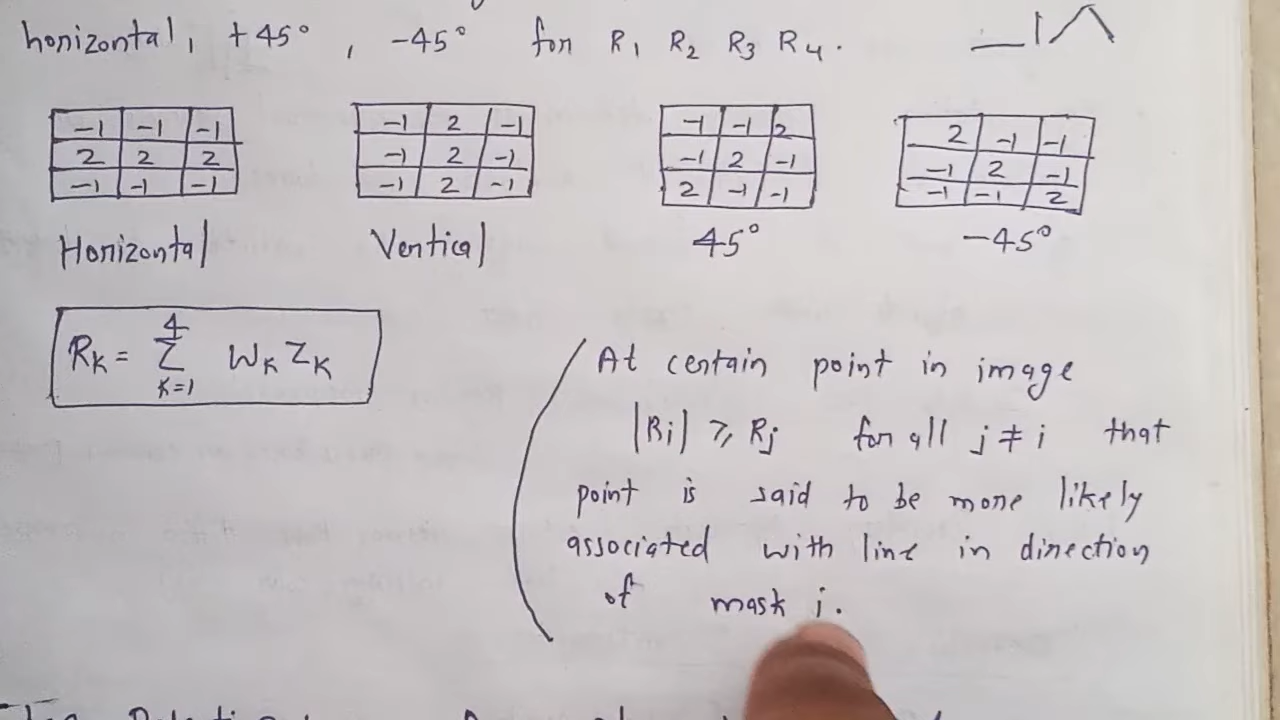 honizontal, +45° , -45° for R1 R2 R3 R4.
-1 -1 -1
2 2 2
-1 -1 -1
Horizontal
-1 2 -1
-1 2 -1
-1 2 -1
Vertical
-1 -1 2
-1 2 -1
2 -1 -1
45°
2 -1 -1
-1 2 -1
-1 -1 2
-45°
RK = 4 Σ K=1 WK ZK
At certain point in image
|Ri| ⩾ Rj for all j ≠ i that
point is said to be more likely
associated with line in direction
of mask i.